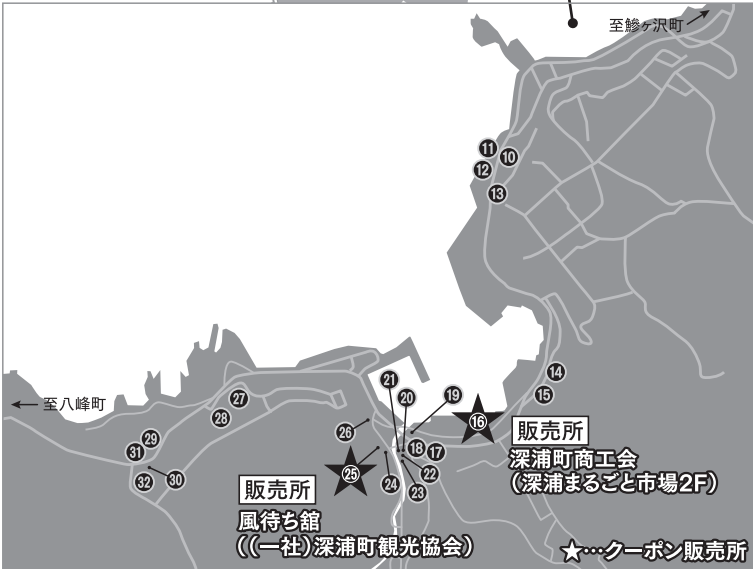 至鰺ヶ沢町
⑪
⑩
⑫
⑬
⑭
⑮
㉑
⑳
⑲
⑯
販売所
深浦町商工会
（深浦まるごと市場2F）
至八峰町
㉗
㉘
㉙
㉛
㉚
㉜
㉖
⑱
⑰
㉕
㉔
㉒
㉓
販売所
風待ち舘
（（一社）深浦町観光協会）
★…クーポン販売所